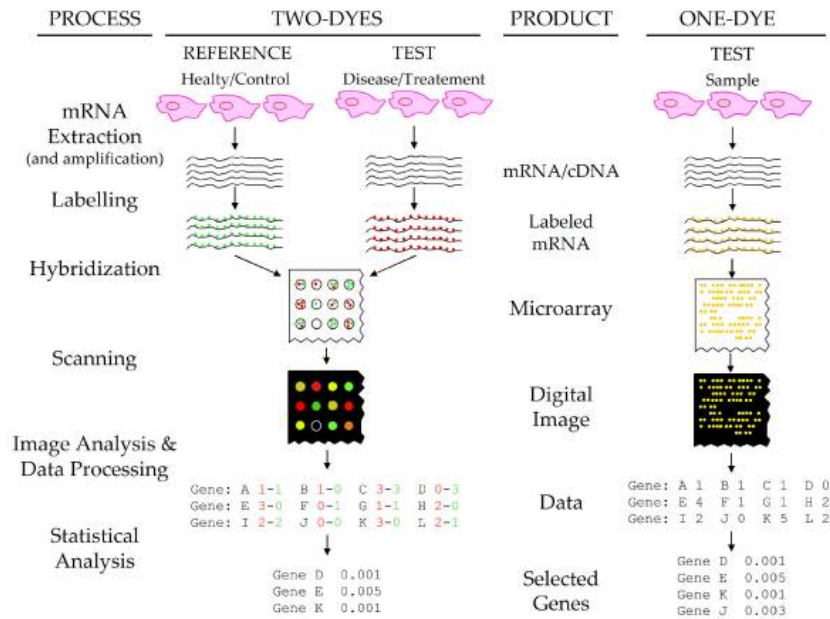 PROCESS TWO-DYES PRODUCT ONE-DYE
REFERENCE TEST TEST
Healty/Control Disease/Treatement Sample
mRNA
Extraction
(and amplification)
mRNA/cDNA
Labelling
Labeled
mRNA
Hybridization
Microarray
Scanning
Digital
Image
Image Analysis &
Data Processing
Gene: A 1-1 B 1-0 C 3-3 D 0-3
Gene: E 3-0 F 0-1 G 1-1 H 2-0
Gene: I 2-2 J 0-0 K 3-0 L 2-1
Data
Gene: A 1 B 1 C 1 D 0
Gene: E 4 F 1 G 1 H 2
Gene: I 2 J 0 K 5 L 2
Statistical
Analysis
Gene D 0.001
Gene E 0.005
Gene K 0.001
Selected
Genes
Gene D 0.001
Gene E 0.005
Gene K 0.001
Gene J 0.003